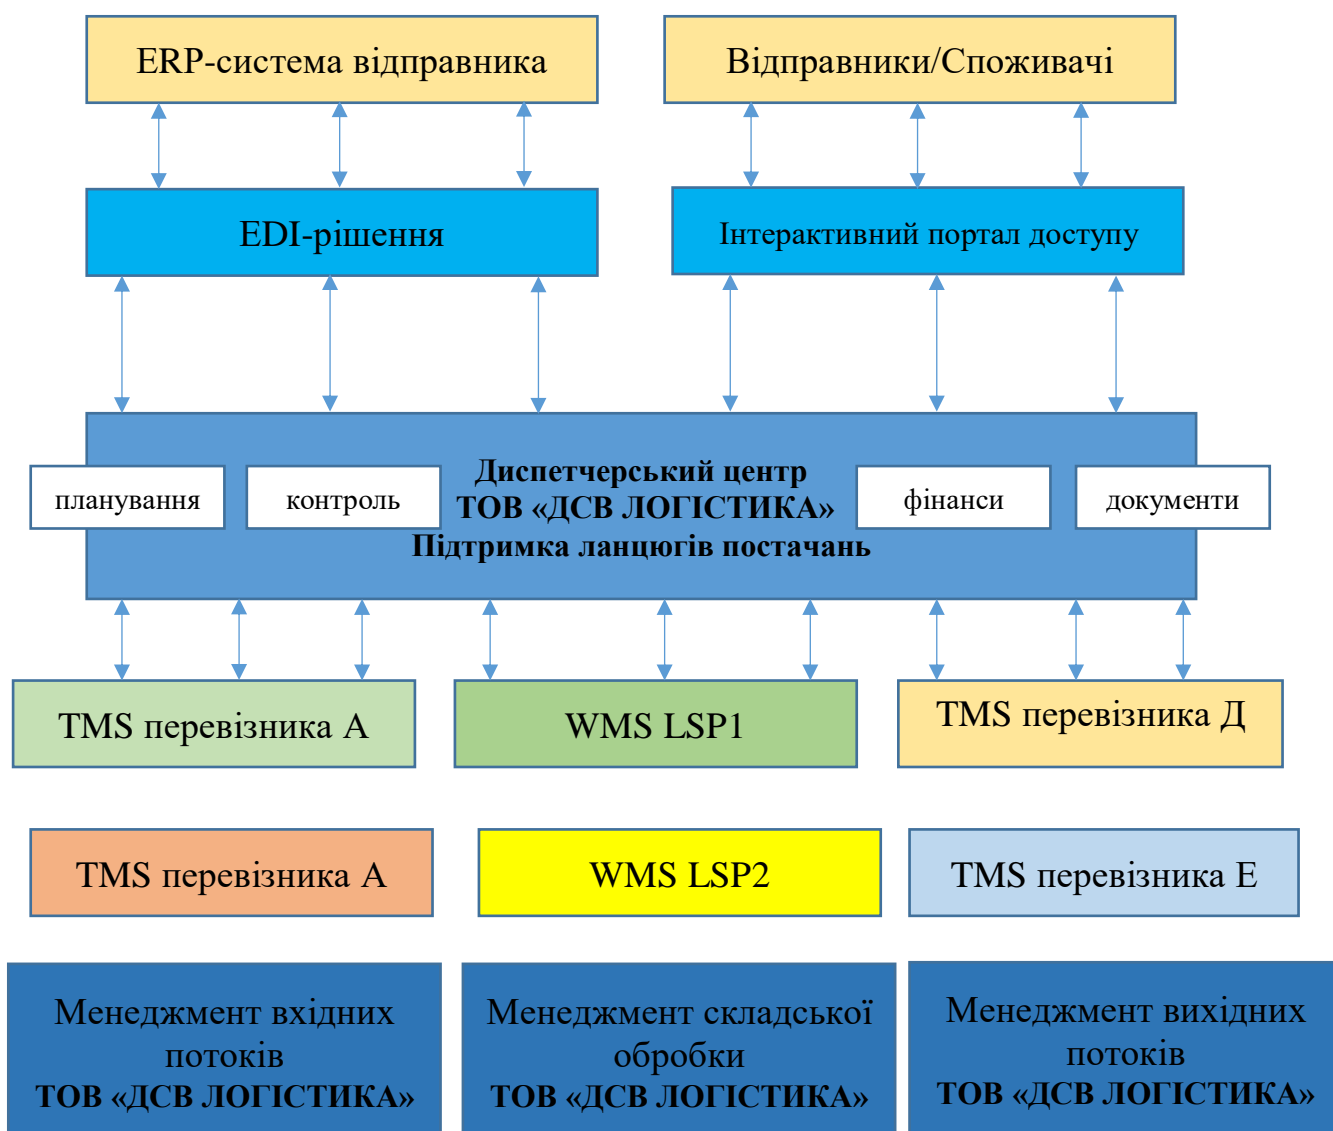 ERP-система відправника
Відправники/Споживачі
EDI-рішення
Інтерактивний портал доступу
планування
контроль
Диспетчерський центр
ТОВ «ДСВ ЛОГІСТИКА»
Підтримка ланцюгів постачань
фінанси
документи
TMS перевізника А
WMS LSP1
TMS перевізника Д
TMS перевізника А
WMS LSP2
TMS перевізника Е
Менеджмент вхідних
потоків
ТОВ «ДСВ ЛОГІСТИКА»
Менеджмент складської
обробки
ТОВ «ДСВ ЛОГІСТИКА»
Менеджмент вихідних
потоків
ТОВ «ДСВ ЛОГІСТИКА»